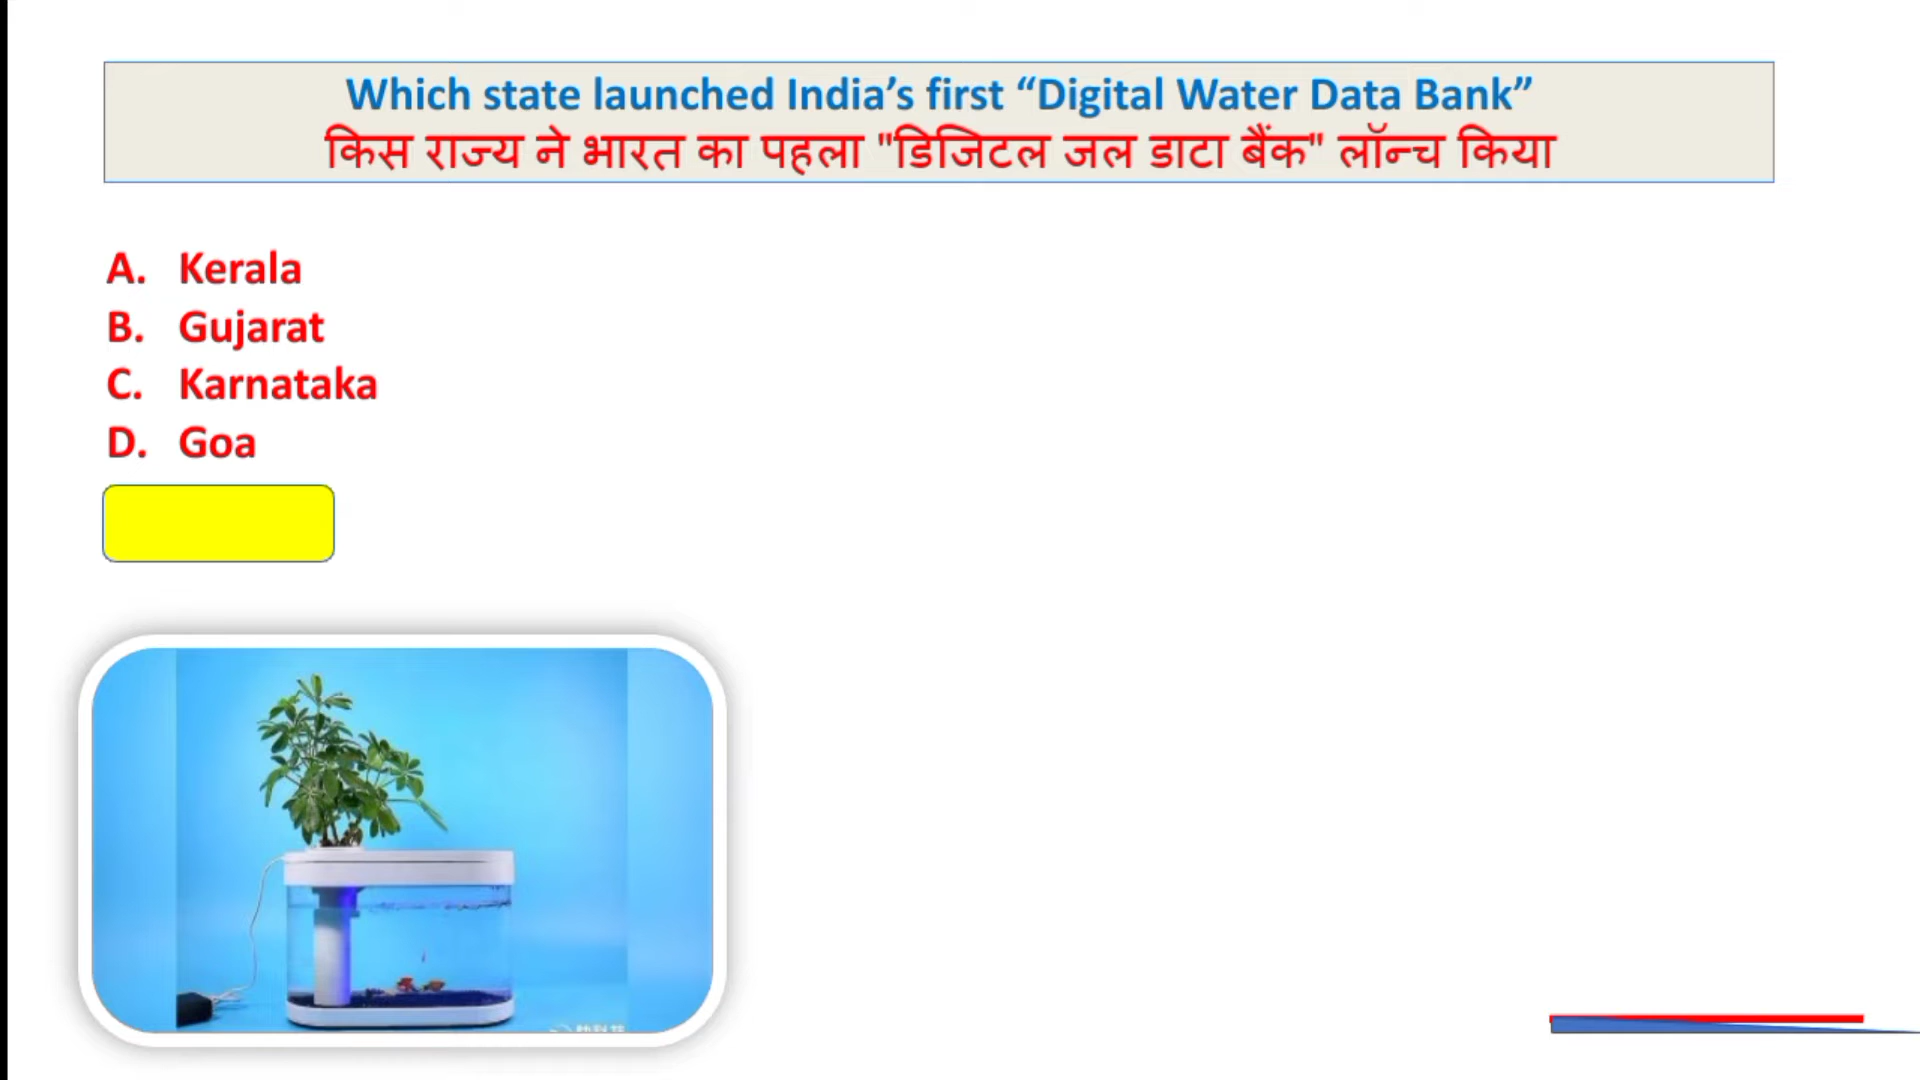 Which state launched India’s first “Digital Water Data Bank”
किस राज्य ने भारत का पहला "डिजिटल जल डाटा बैंक" लॉन्च किया
A. Kerala
B. Gujarat
C. Karnataka
D. Goa